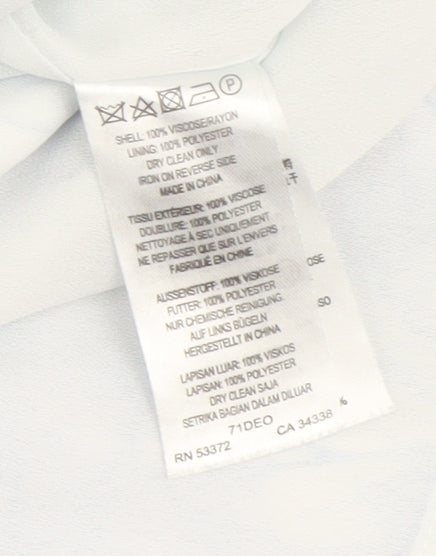 P
SHELL: 100% VISCOSE/RAYON
LINING: 100% POLYESTER
DRY CLEAN ONLY
IRON ON REVERSE SIDE
MADE IN CHINA
TISSU EXTÉRIEUR: 100% VISCOSE
DOUBLURE: 100% POLYESTER
NETTOYAGE À SEC UNIQUEMENT
NE REPASSER QUE SUR L'ENVERS
FABRIQUÉ EN CHINE
AUSSENSTOFF: 100% VISKOSE
FUTTER: 100% POLYESTER
NUR CHEMISCHE REINIGUNG.
AUF LINKS BÜGELN
HERGESTELLT IN CHINA
LAPISAN LUAR: 100% VISKOS
LAPISAN: 100% POLYESTER
DRY CLEAN SAJA
SETRIKA BAGIAN DALAM DILUAR
71DEO
RN 53372 CA 34338
OSE
SO
%